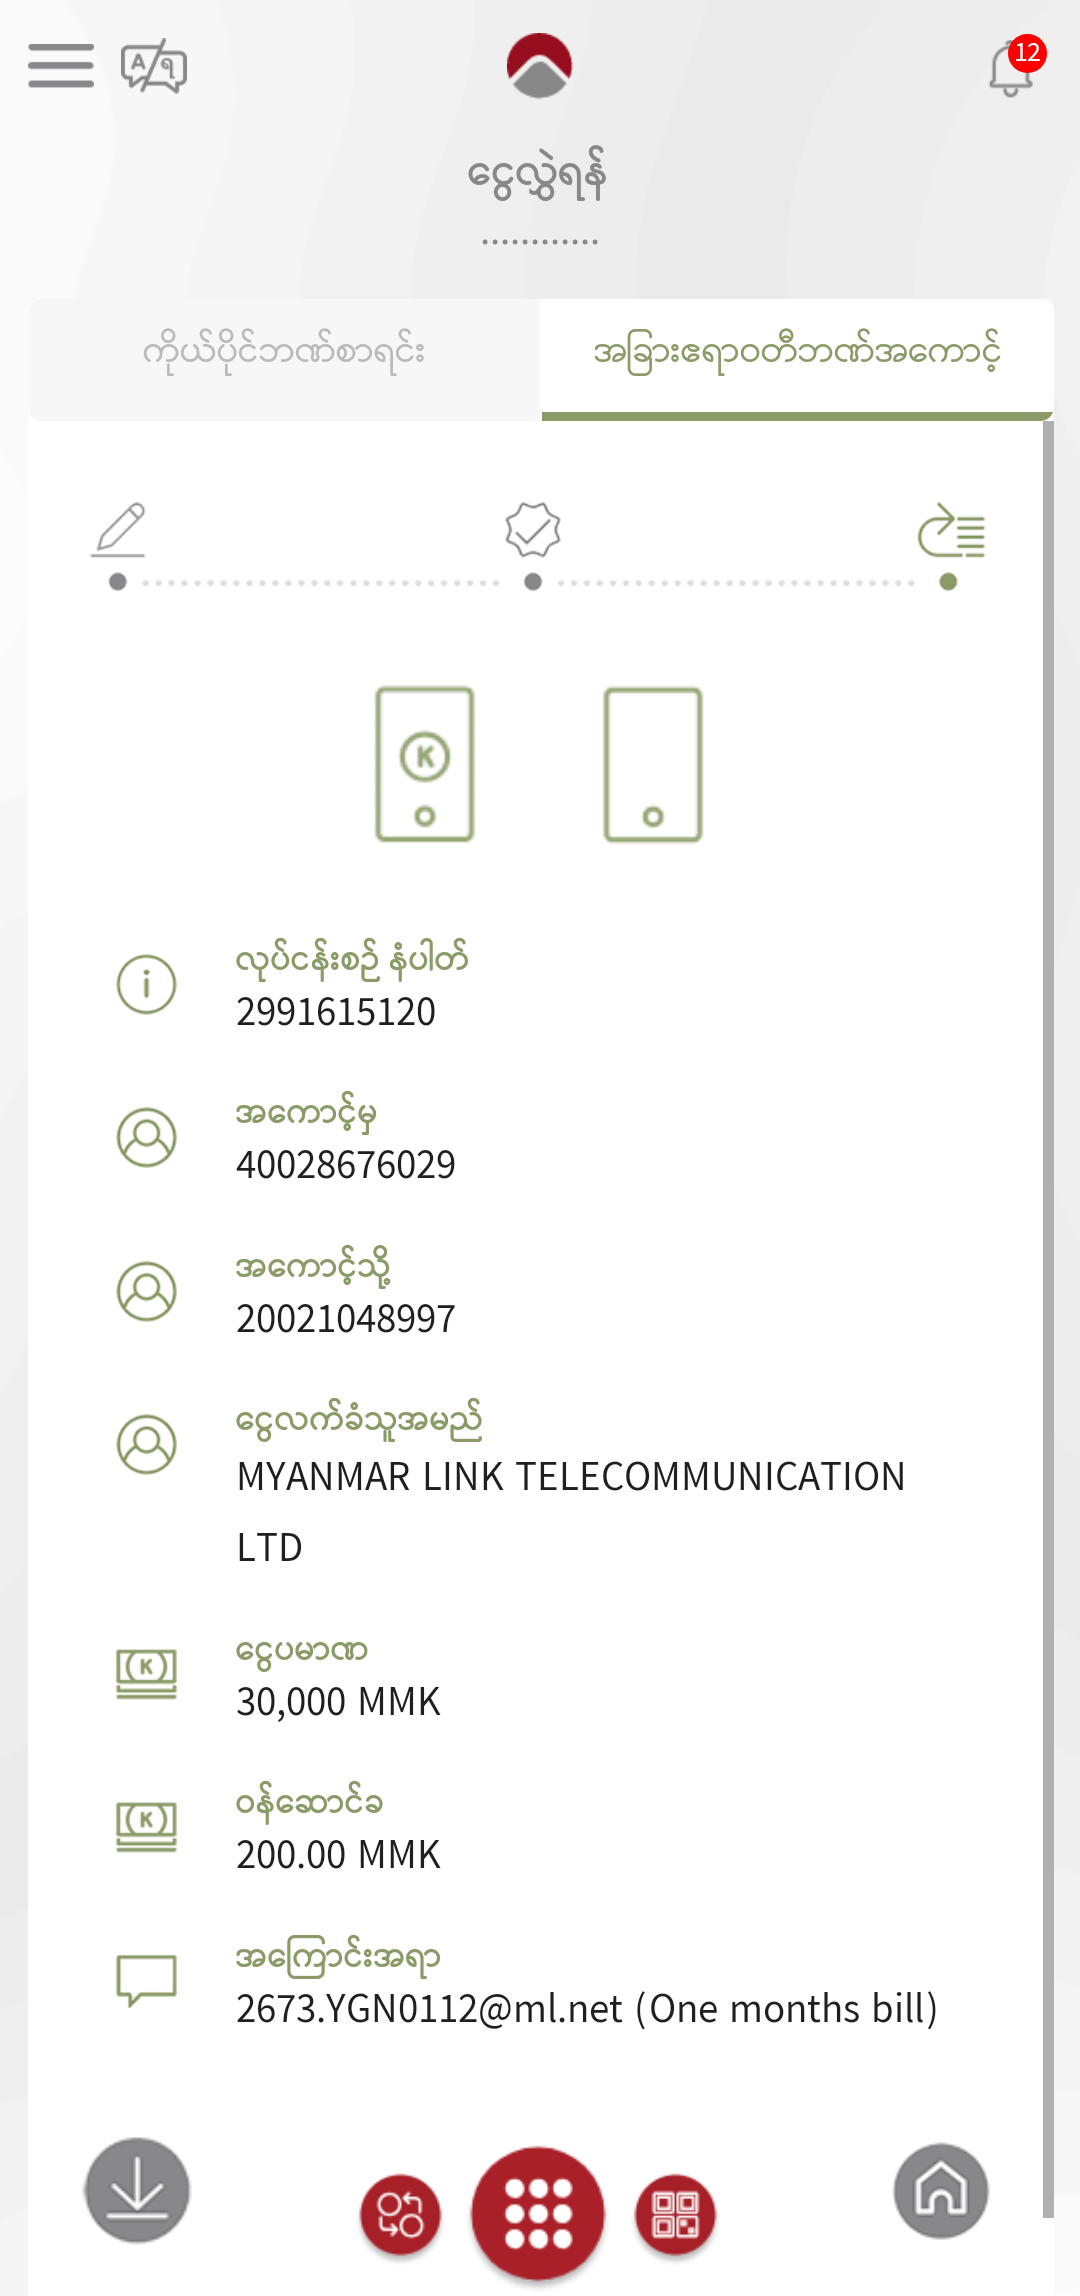 A/ရ
12
ငွေလွှဲရန်
ကိုယ်ပိုင်ဘဏ်စာရင်း
အခြားဧရာဝတီဘဏ်အကောင့်
K
လုပ်ငန်းစဉ် နံပါတ်
2991615120
အကောင့်မှ
40028676029
အကောင့်သို့
20021048997
ငွေလက်ခံသူအမည်
MYANMAR LINK TELECOMMUNICATION
LTD
ငွေပမာဏ
K
30,000 MMK
ဝန်ဆောင်ခ
K
200.00 MMK
အကြောင်းအရာ
2673.YGN0112@ml.net (One months bill)